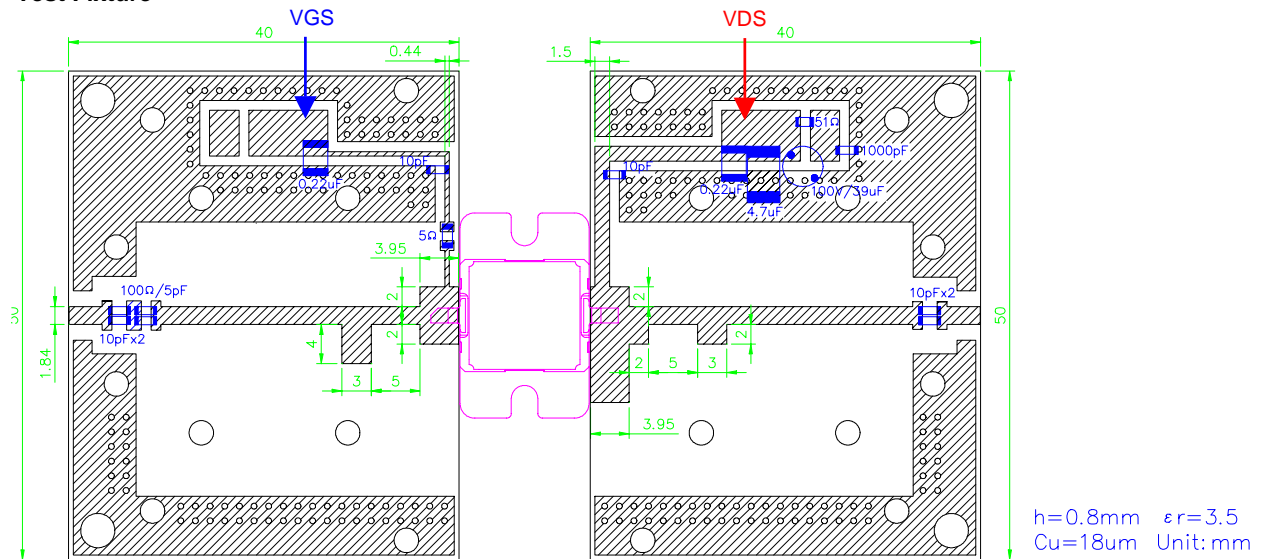 VGS
VDS
40
40
0.44
1.5
51Ω
1000pF
10pF
10pF
0.22uF
0.22uF
100V/39uF
4.7uF
5Ω
3.95
2
2
100Ω/5pF
10pFx2
10pFx2
50
1.84
4
2
2
2
3
5
2
5
3
3.95
h=0.8mm εr=3.5
Cu=18um Unit:mm